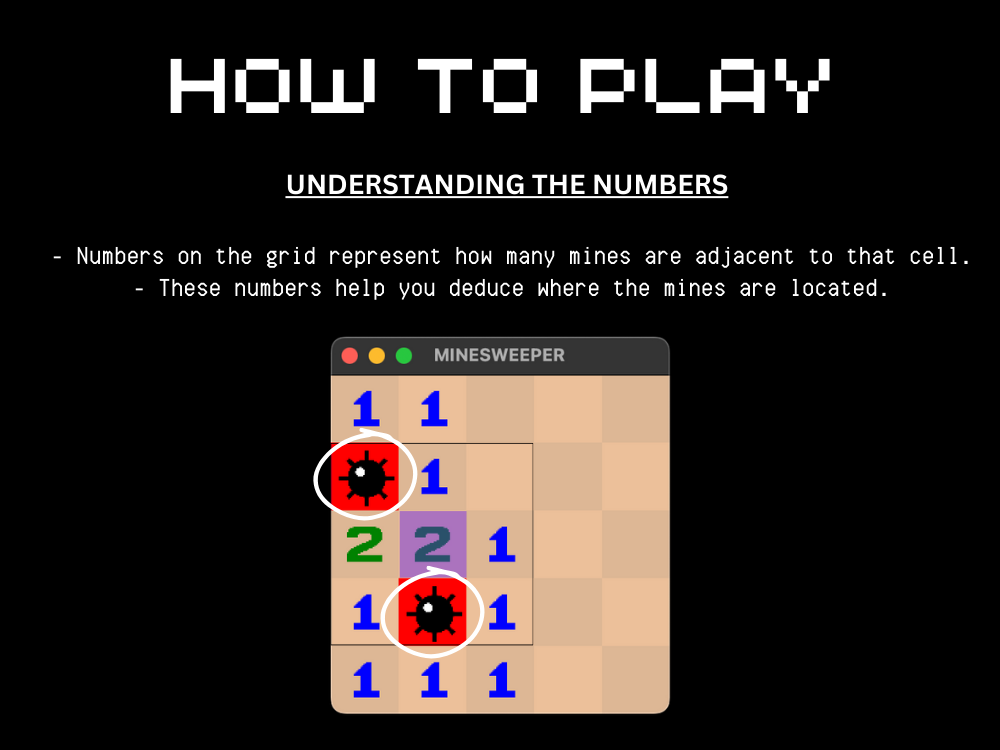 HOW TO PLAY
UNDERSTANDING THE NUMBERS
- Numbers on the grid represent how many mines are adjacent to that cell.
- These numbers help you deduce where the mines are located.
MINESWEEPER
1 1
1
2 2 1
1 1
1 1 1